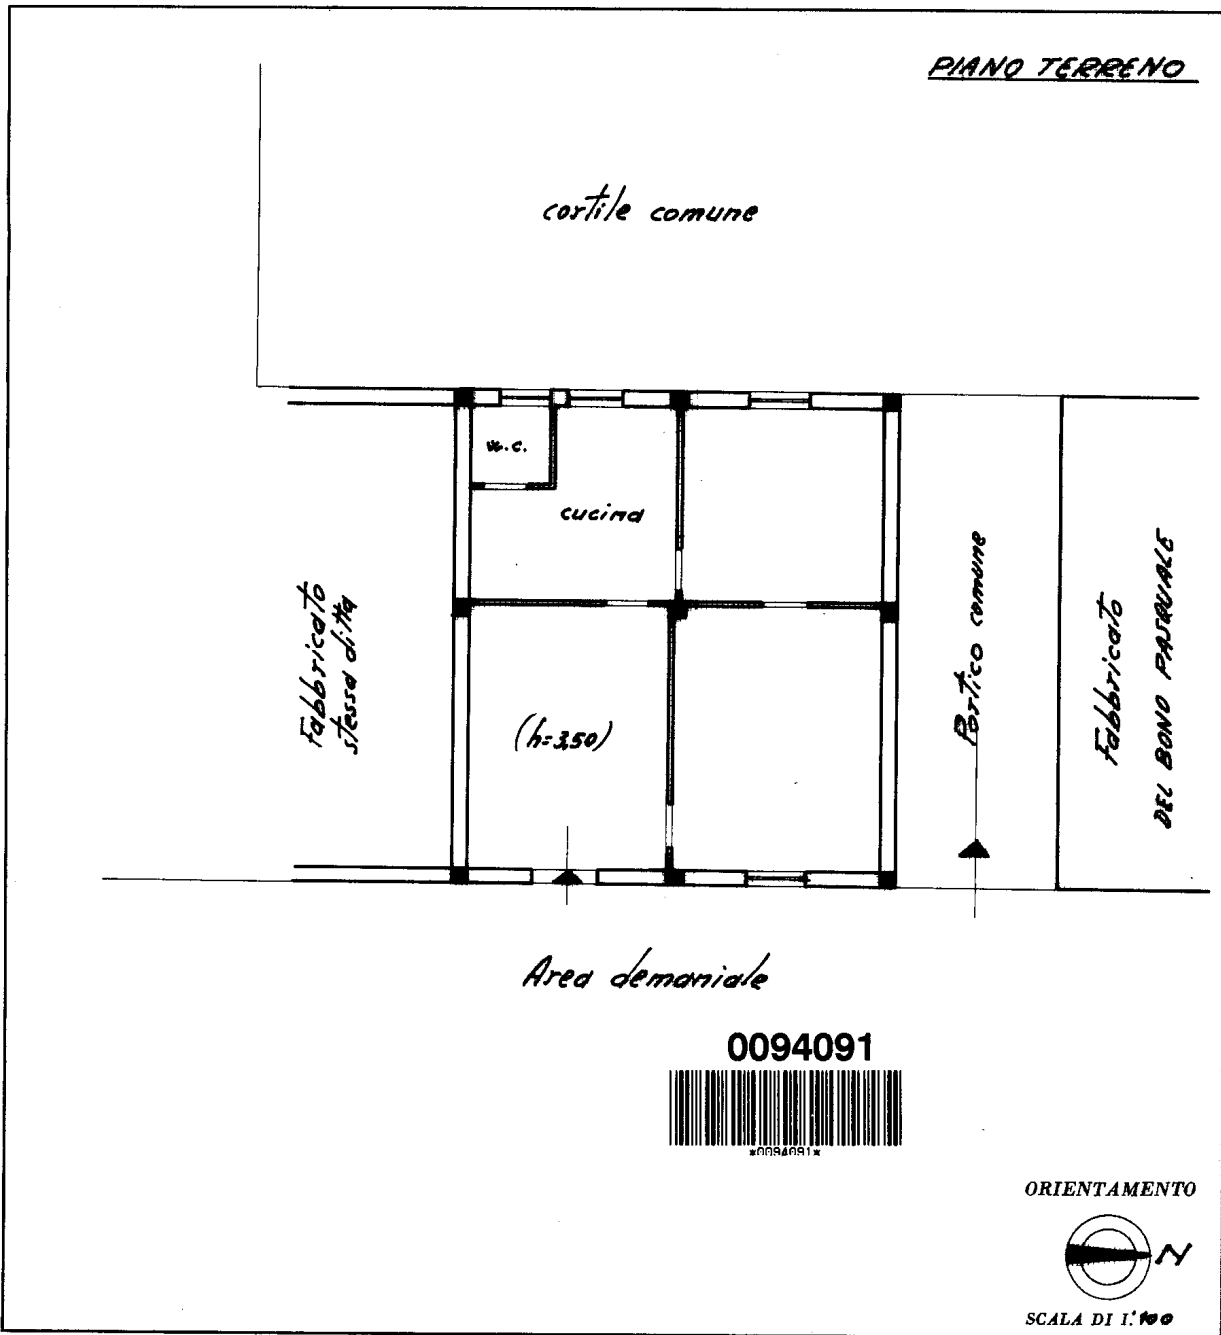 PIANO TERRENO
cortile comune
w.c.
cucina
Fabbricato
stessa ditta
(h=3,50)
Portico comune
Fabbricato
DEL BONO PASQUALE
Area demaniale
0094091
*0094091*
ORIENTAMENTO
N
SCALA DI 1:100